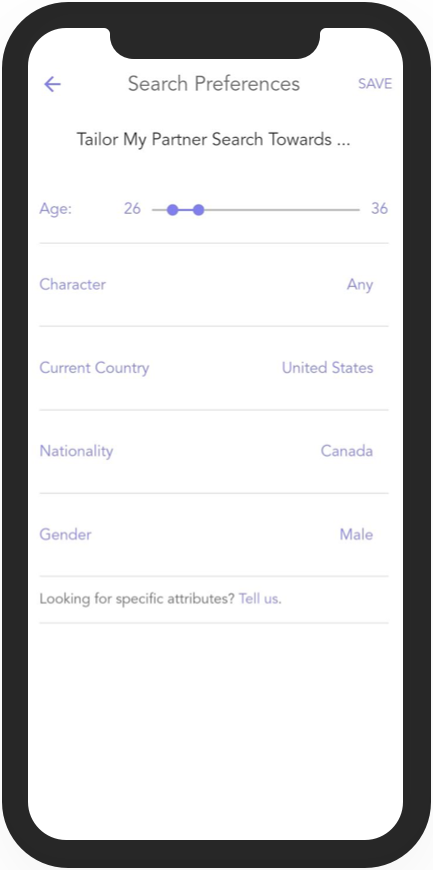 Search Preferences SAVE
Tailor My Partner Search Towards ...
Age: 26 36
Character Any
Current Country United States
Nationality Canada
Gender Male
Looking for specific attributes? Tell us.